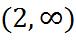 (2, ∞)